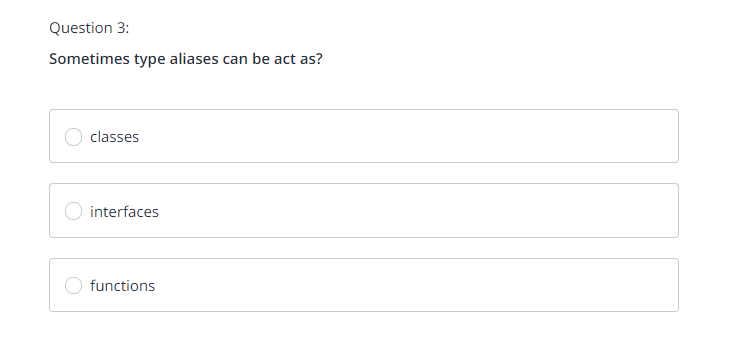 Question 3:
Sometimes type aliases can be act as?
classes
interfaces
functions